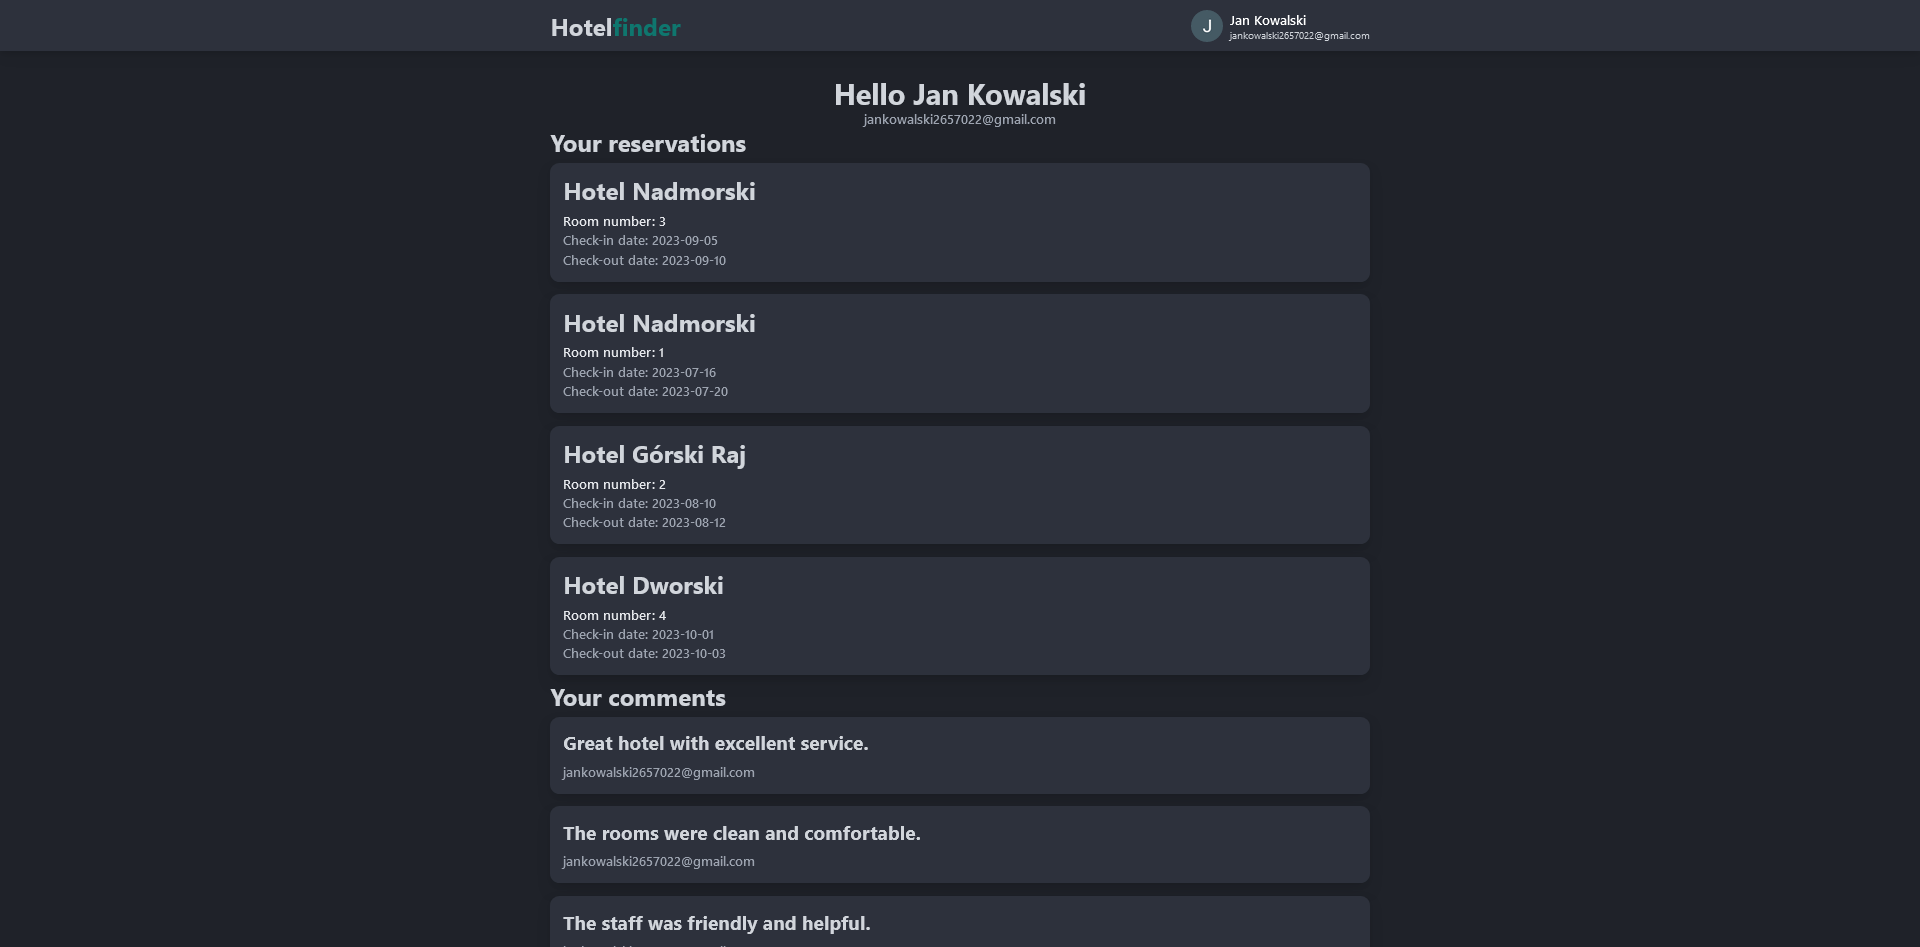 Hotelfinder
J
Jan Kowalski
jankowalski2657022@gmail.com
Hello Jan Kowalski
jankowalski2657022@gmail.com
Your reservations
Hotel Nadmorski
Room number: 3
Check-in date: 2023-09-05
Check-out date: 2023-09-10
Hotel Nadmorski
Room number: 1
Check-in date: 2023-07-16
Check-out date: 2023-07-20
Hotel Górski Raj
Room number: 2
Check-in date: 2023-08-10
Check-out date: 2023-08-12
Hotel Dworski
Room number: 4
Check-in date: 2023-10-01
Check-out date: 2023-10-03
Your comments
Great hotel with excellent service.
jankowalski2657022@gmail.com
The rooms were clean and comfortable.
jankowalski2657022@gmail.com
The staff was friendly and helpful.